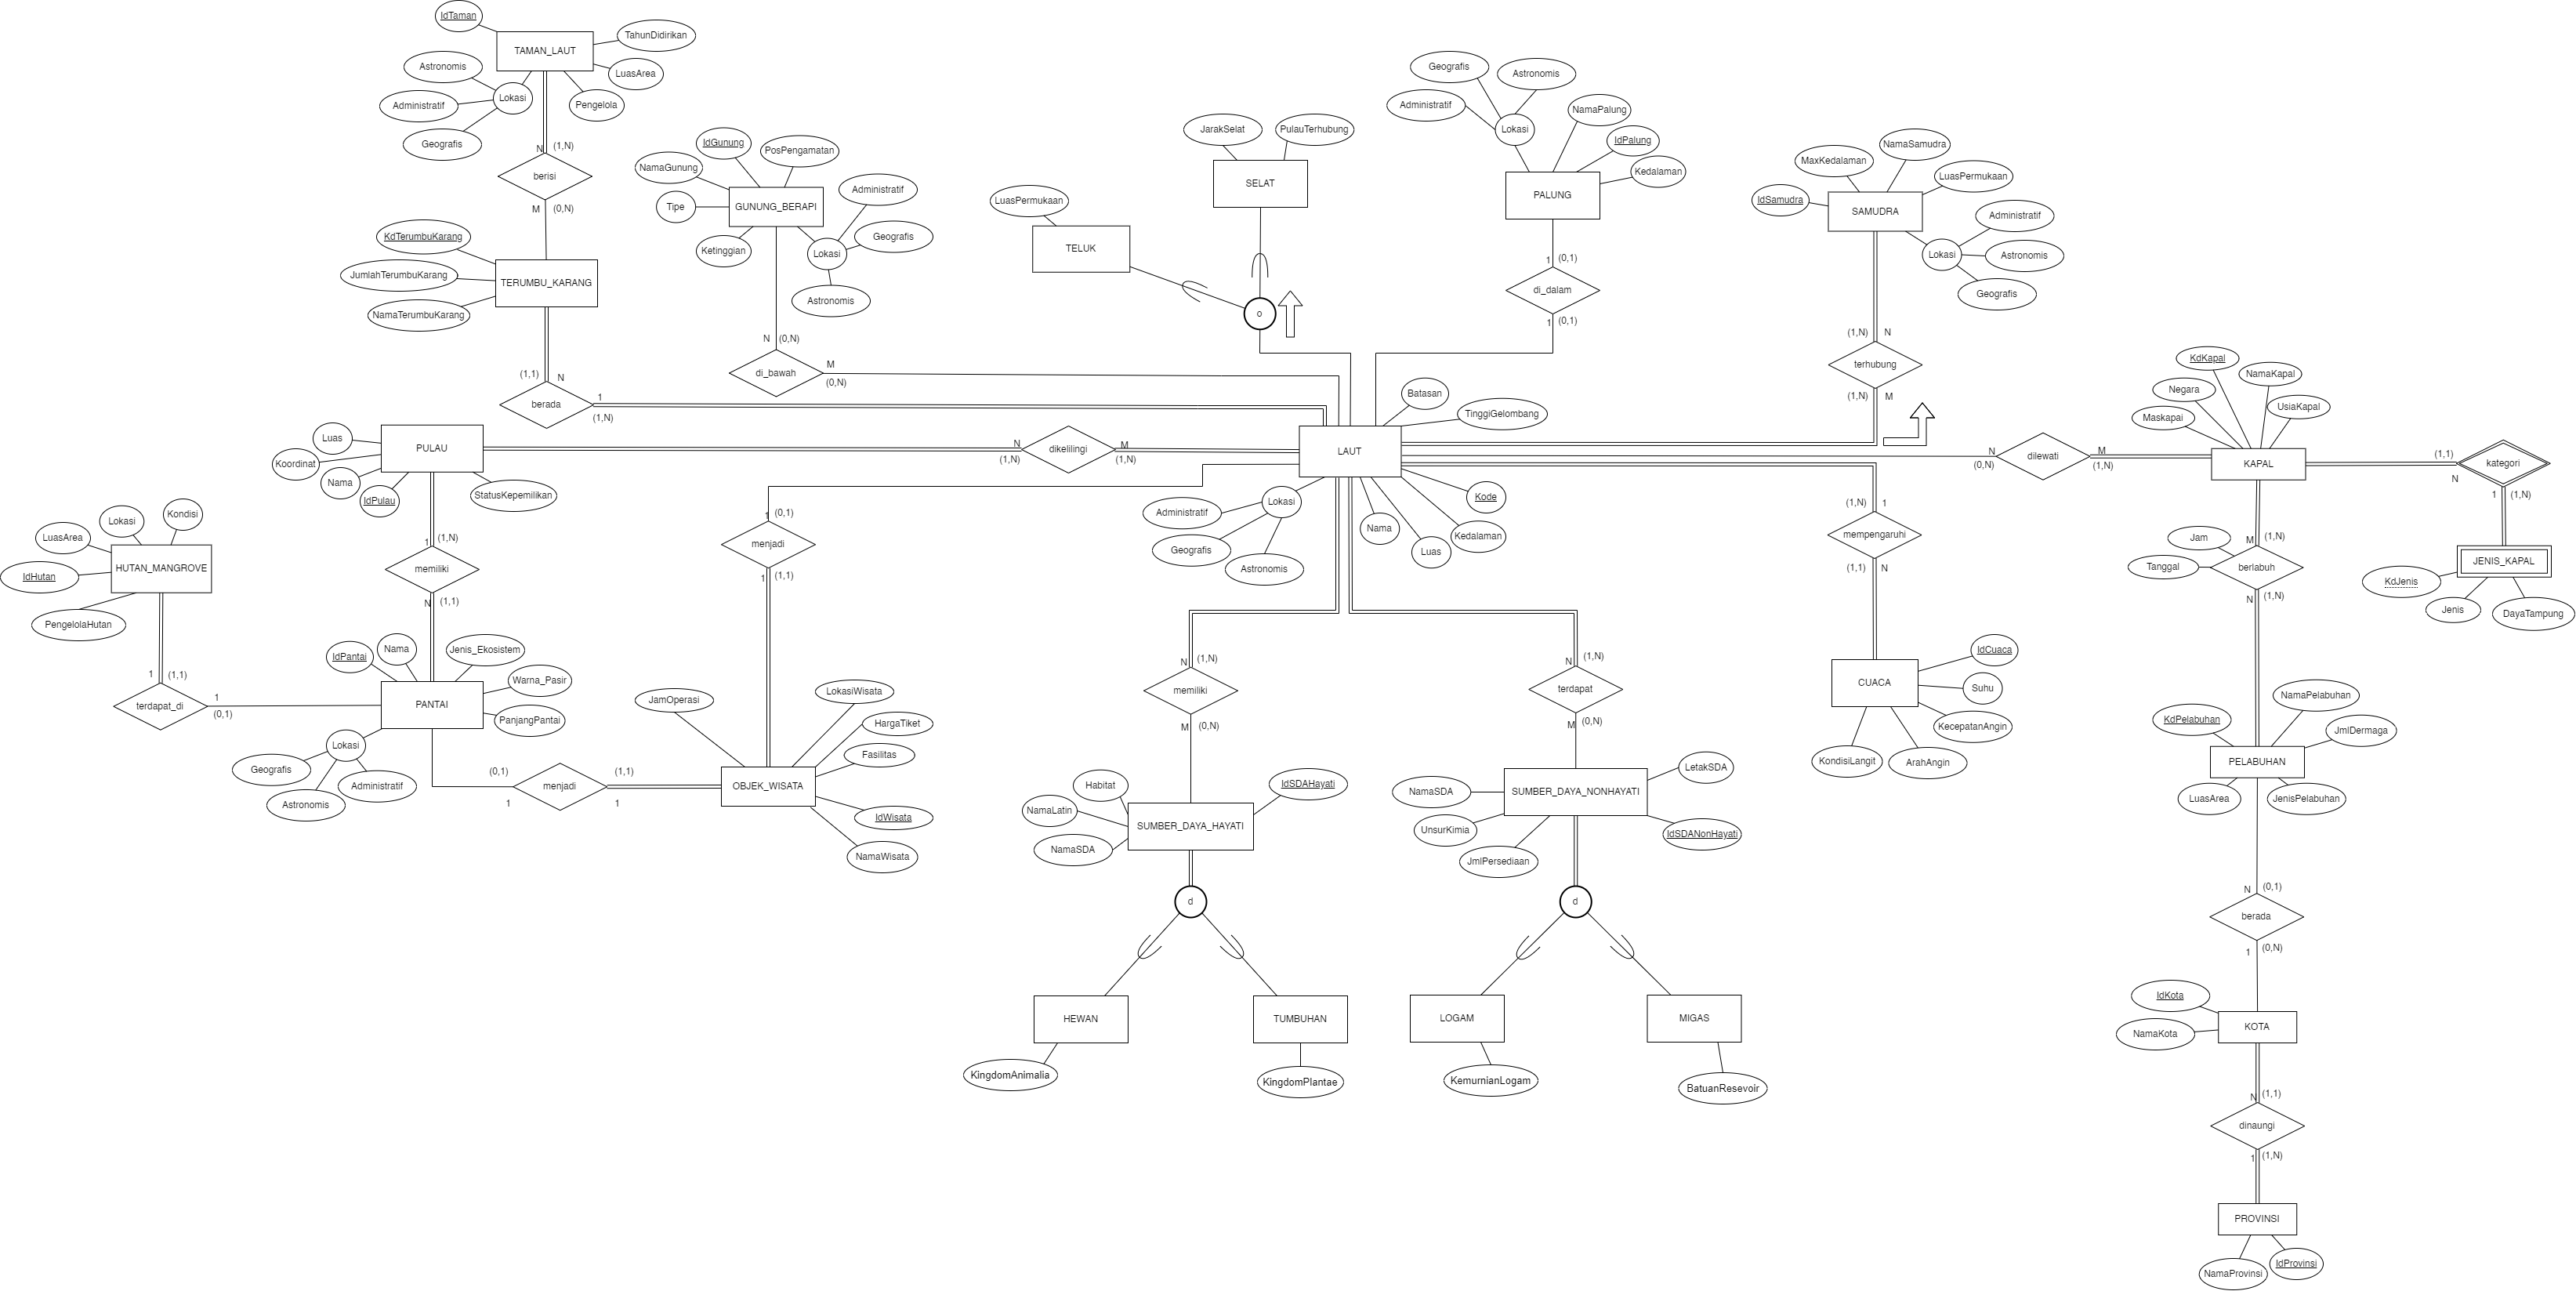 IdTaman
TAMAN_LAUT
TahunDidirikan
Astronomis
LuasArea
Lokasi
Administratif
Pengelola
Geografis
N
(1,N)
berisi
M
(0,N)
KdTerumbuKarang
JumlahTerumbuKarang
TERUMBU_KARANG
NamaTerumbuKarang
(1,1)
N
berada
1
(1,N)
IdGunung
PosPengamatan
NamaGunung
Administratif
Tipe
GUNUNG_BERAPI
Geografis
Ketinggian
Lokasi
Astronomis
N
(0,N)
di_bawah
M
(0,N)
LuasPermukaan
TELUK
JarakSelat
PulauTerhubung
SELAT
o
Geografis
Astronomis
Administratif
NamaPalung
Lokasi
IdPalung
Kedalaman
PALUNG
1
(0,1)
di_dalam
1
(0,1)
NamaSamudra
MaxKedalaman
LuasPermukaan
IdSamudra
SAMUDRA
Administratif
Lokasi
Astronomis
Geografis
(1,N)
N
terhubung
(1,N)
M
Batasan
TinggiGelombang
LAUT
Lokasi
Kode
Administratif
Nama
Kedalaman
Geografis
Luas
Astronomis
Luas
PULAU
Koordinat
Nama
IdPulau
StatusKepemilikan
N
(1,N)
dikelilingi
M
(1,N)
1
(1,N)
memiliki
N
(1,1)
Lokasi
Kondisi
LuasArea
HUTAN_MANGROVE
IdHutan
PengelolaHutan
1
(1,1)
terdapat_di
1
(0,1)
IdPantai
Nama
Jenis_Ekosistem
Warna_Pasir
PANTAI
PanjangPantai
Lokasi
Geografis
Administratif
Astronomis
(0,1)
1
menjadi
(1,1)
1
1
(0,1)
menjadi
1
(1,1)
JamOperasi
LokasiWisata
HargaTiket
Fasilitas
OBJEK_WISATA
IdWisata
NamaWisata
N
(1,N)
memiliki
M
(0,N)
Habitat
IdSDAHayati
NamaLatin
SUMBER_DAYA_HAYATI
NamaSDA
d
HEWAN
TUMBUHAN
KingdomAnimalia
KingdomPlantae
N
(1,N)
terdapat
M
(0,N)
LetakSDA
NamaSDA
SUMBER_DAYA_NONHAYATI
UnsurKimia
IdSDANonHayati
JmlPersediaan
d
LOGAM
MIGAS
KemurnianLogam
BatuanResevoir
(1,N)
1
mempengaruhi
(1,1)
N
IdCuaca
CUACA
Suhu
KecepatanAngin
KondisiLangit
ArahAngin
N
(0,N)
dilewati
M
(1,N)
KdKapal
NamaKapal
Negara
UsiaKapal
Maskapai
KAPAL
(1,1)
N
kategori
1
(1,N)
JENIS_KAPAL
KdJenis
Jenis
DayaTampung
M
(1,N)
Jam
Tanggal
berlabuh
N
(1,N)
NamaPelabuhan
KdPelabuhan
JmlDermaga
PELABUHAN
LuasArea
JenisPelabuhan
N
(0,1)
berada
1
(0,N)
IdKota
KOTA
NamaKota
N
(1,1)
dinaungi
1
(1,N)
PROVINSI
NamaProvinsi
IdProvinsi